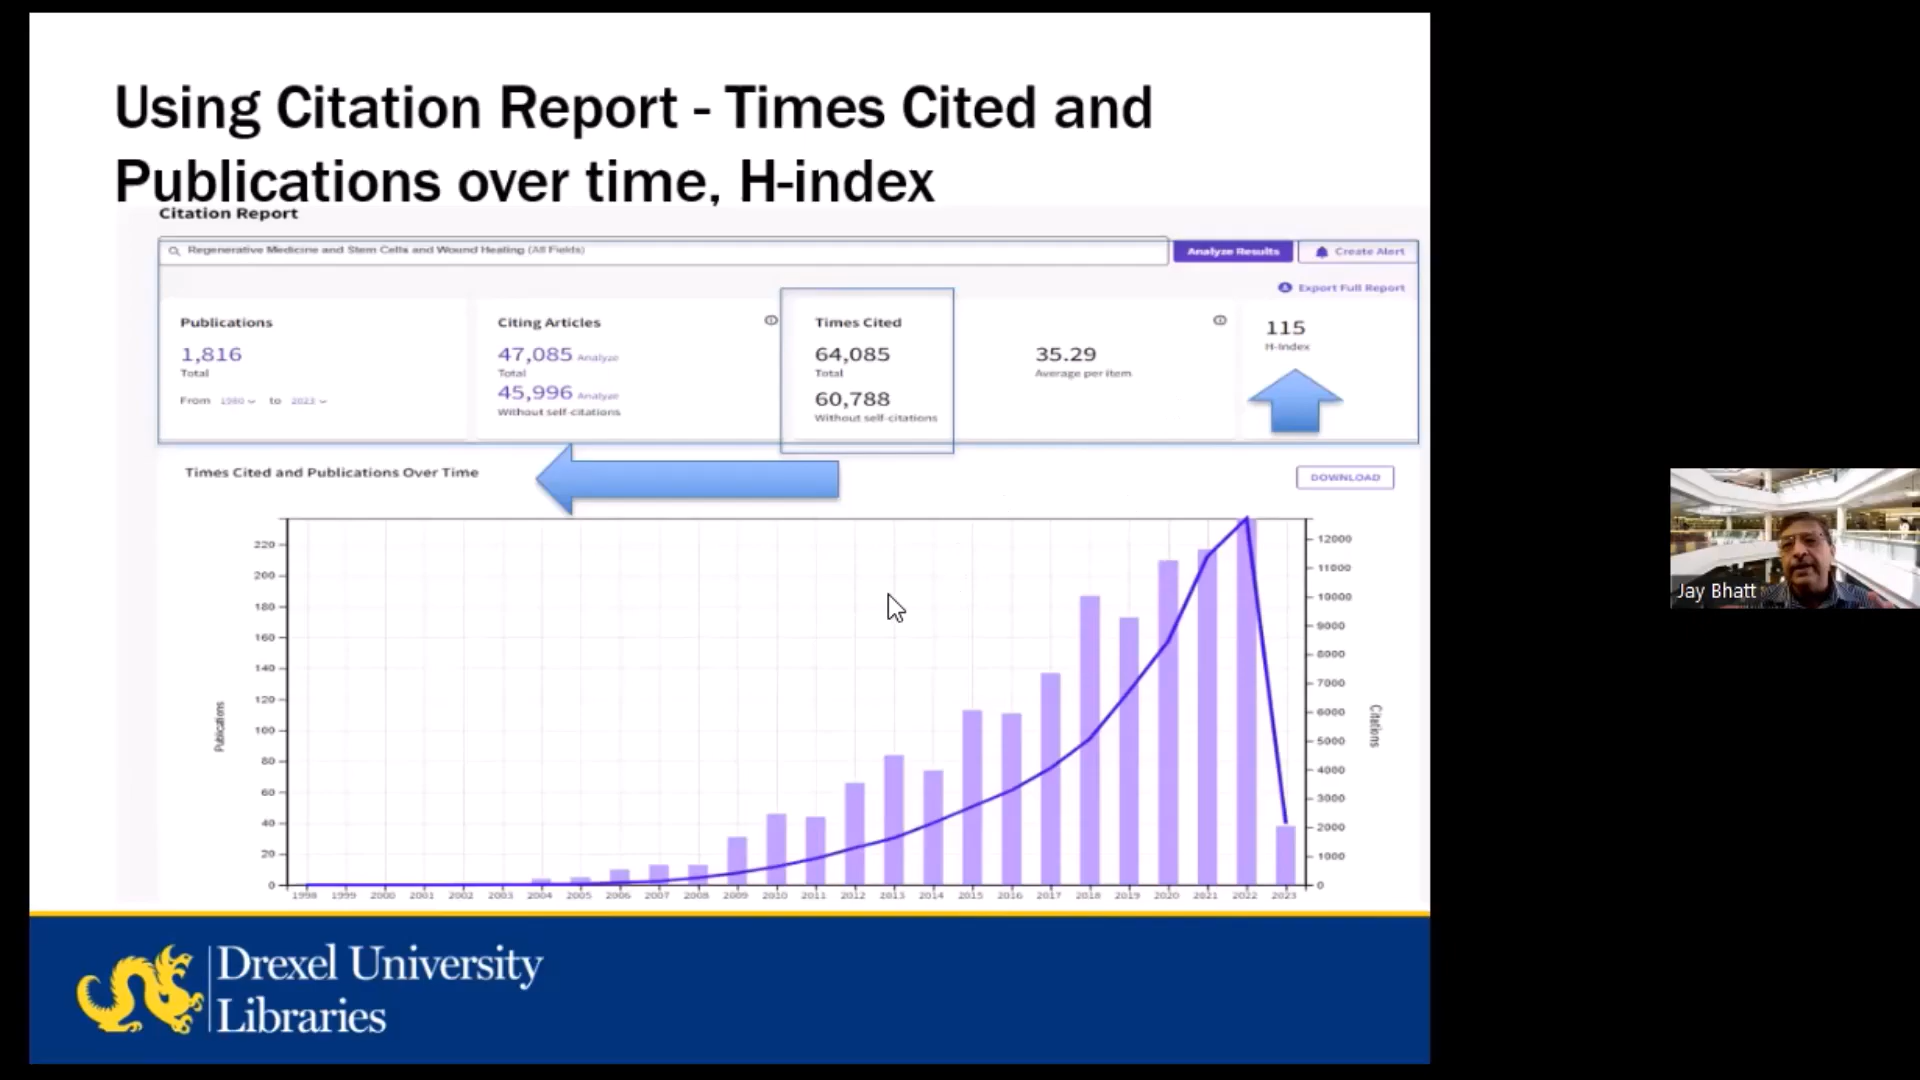 Using Citation Report - Times Cited and
Publications over time, H-index
Citation Report
Regenerative Medicine and Stem Cells and Wound Healing (All Fields)
Analyze Results
Create Alert
Export Full Report
Publications
1,816
Total
From 1980 to 2023
Citing Articles
47,085 Analyze
Total
45,996 Analyze
Without self-citations
Times Cited
64,085
Total
60,788
Without self-citations
35.29
Average per item
115
H-Index
Times Cited and Publications Over Time
DOWNLOAD
220
200
180
160
140
120
100
80
60
40
20
0
Publications
12000
11000
10000
9000
8000
7000
6000
5000
4000
3000
2000
1000
0
Citations
1998 1999 2000 2001 2002 2003 2004 2005 2006 2007 2008 2009 2010 2011 2012 2013 2014 2015 2016 2017 2018 2019 2020 2021 2022 2023
Drexel University
Libraries
Jay Bhatt